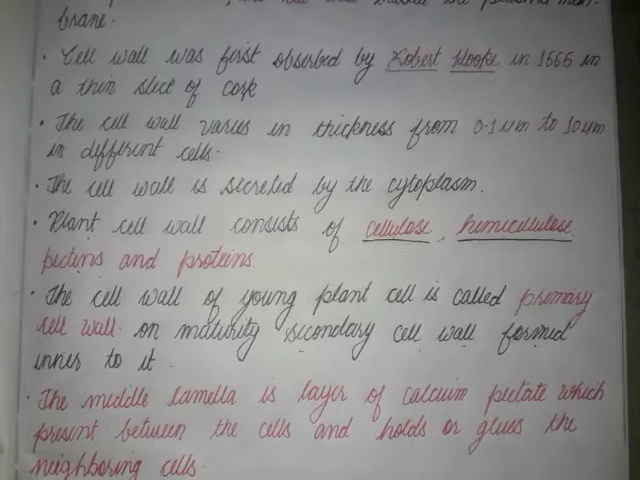 brane.
· Cell wall was first observed by Robert Hooke in 1665 in
a thin slice of cork
· The cell wall varies in thickness from 0.1 um to 10 um
in different cells.
· The cell wall is secreted by the cytoplasm.
· Plant cell wall consists of cellulose, hemicellulose
pectins and proteins.
· The cell wall of young plant cell is called primary
cell wall. on maturity secondary cell wall formed
inner to it.
· The middle lamella is layer of calcium pectate which
present between the cells and holds or glues the
neighboring cells.